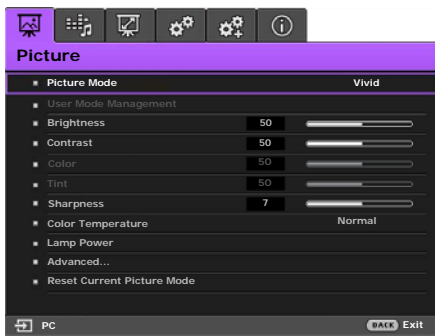 Picture
Picture Mode Vivid
User Mode Management
Brightness 50
Contrast 50
Color 50
Tint 50
Sharpness 7
Color Temperature Normal
Lamp Power
Advanced...
Reset Current Picture Mode
PC BACK Exit